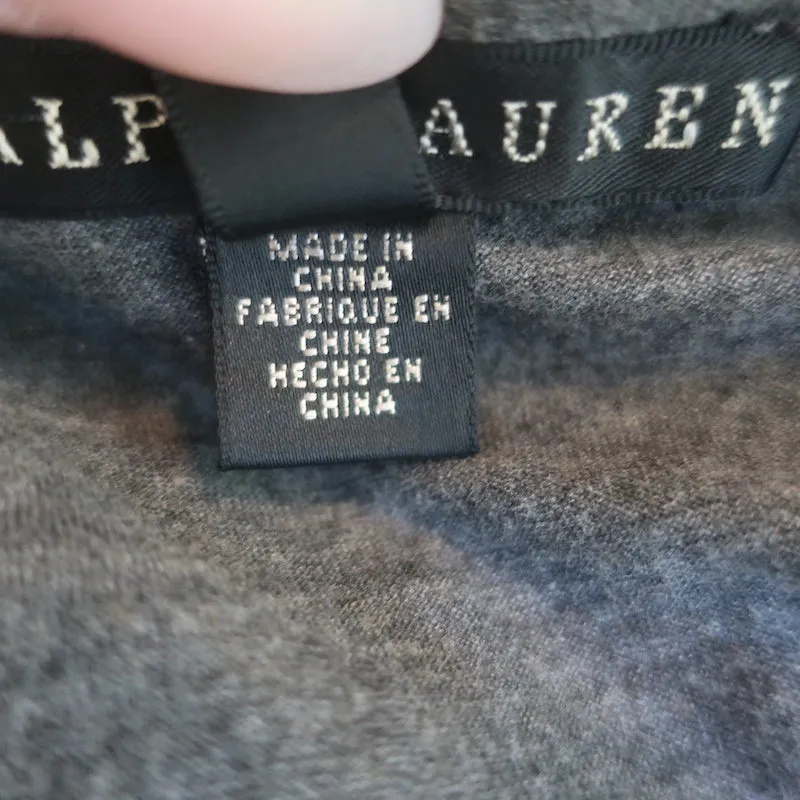 ALP AUREN
MADE IN
CHINA
FABRIQUE EN
CHINE
HECHO EN
CHINA